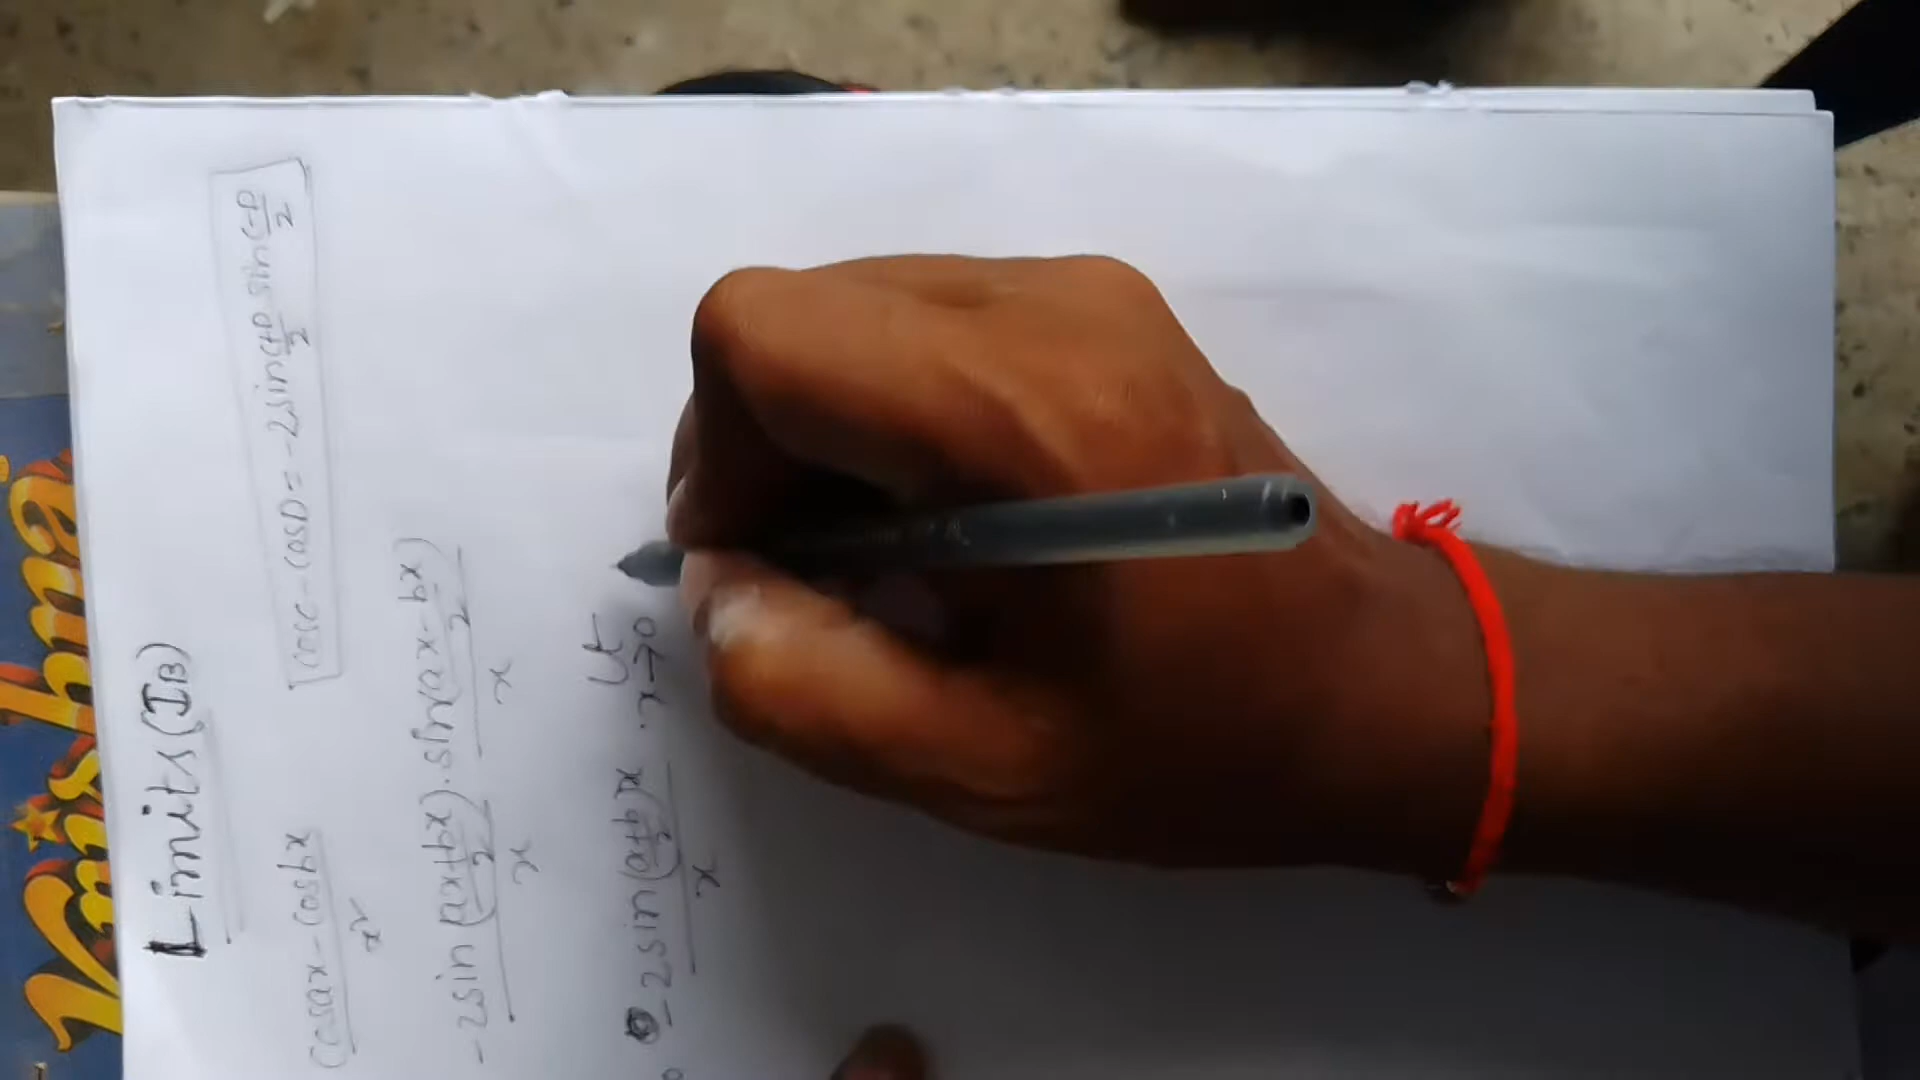 Limits (IB)
cosax - cosbx / x²
cosC - cosD = -2sin C+D/2 sin C-D/2
-2sin (ax+bx / 2) / x . sin (ax-bx / 2) / x
-2sin (a+b / 2) x / x . Lt x→0
Krishna